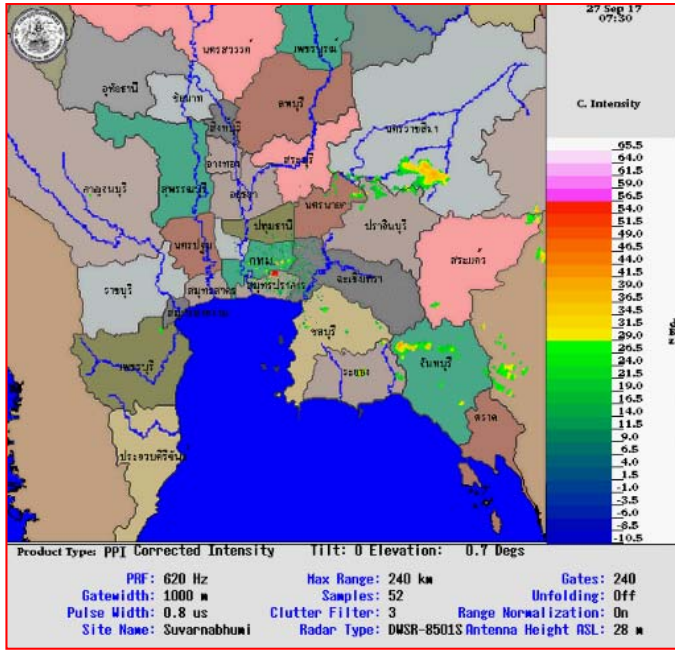 27 Sep 17
07:30
C. Intensity
65.5
64.0
61.5
59.0
56.5
54.0
51.5
49.0
46.5
44.0
41.5
39.0
36.5
34.0
31.5
29.0
26.5
24.0
21.5
19.0
16.5
14.0
11.5
9.0
6.5
4.0
1.5
-1.0
-3.5
-6.0
-8.5
-10.5
นครสวรรค์
เพชรบูรณ์
อุทัยธานี
ชัยนาท
ลพบุรี
สิงห์บุรี
นครราชสีมา
อ่างทอง
สระบุรี
กาญจนบุรี
สุพรรณบุรี
อยุธยา
นครนายก
ปราจีนบุรี
ปทุมธานี
นครปฐม
กทม.
สระแก้ว
ราชบุรี
สมุทรสาคร
สมุทรปราการ
ฉะเชิงเทรา
ชลบุรี
เพชรบุรี
ระยอง
จันทบุรี
ตราด
ประจวบคีรีขันธ์
Product Type: PPI Corrected Intensity Tilt: 0 Elevation: 0.7 Degs
PRF: 620 Hz Max Range: 240 km Gates: 240
Gatewidth: 1000 m Samples: 52 Unfolding: Off
Pulse Width: 0.8 us Clutter Filter: 3 Range Normalization: On
Site Name: Suvarnabhumi Radar Type: DWSR-8501S Antenna Height ASL: 28 m